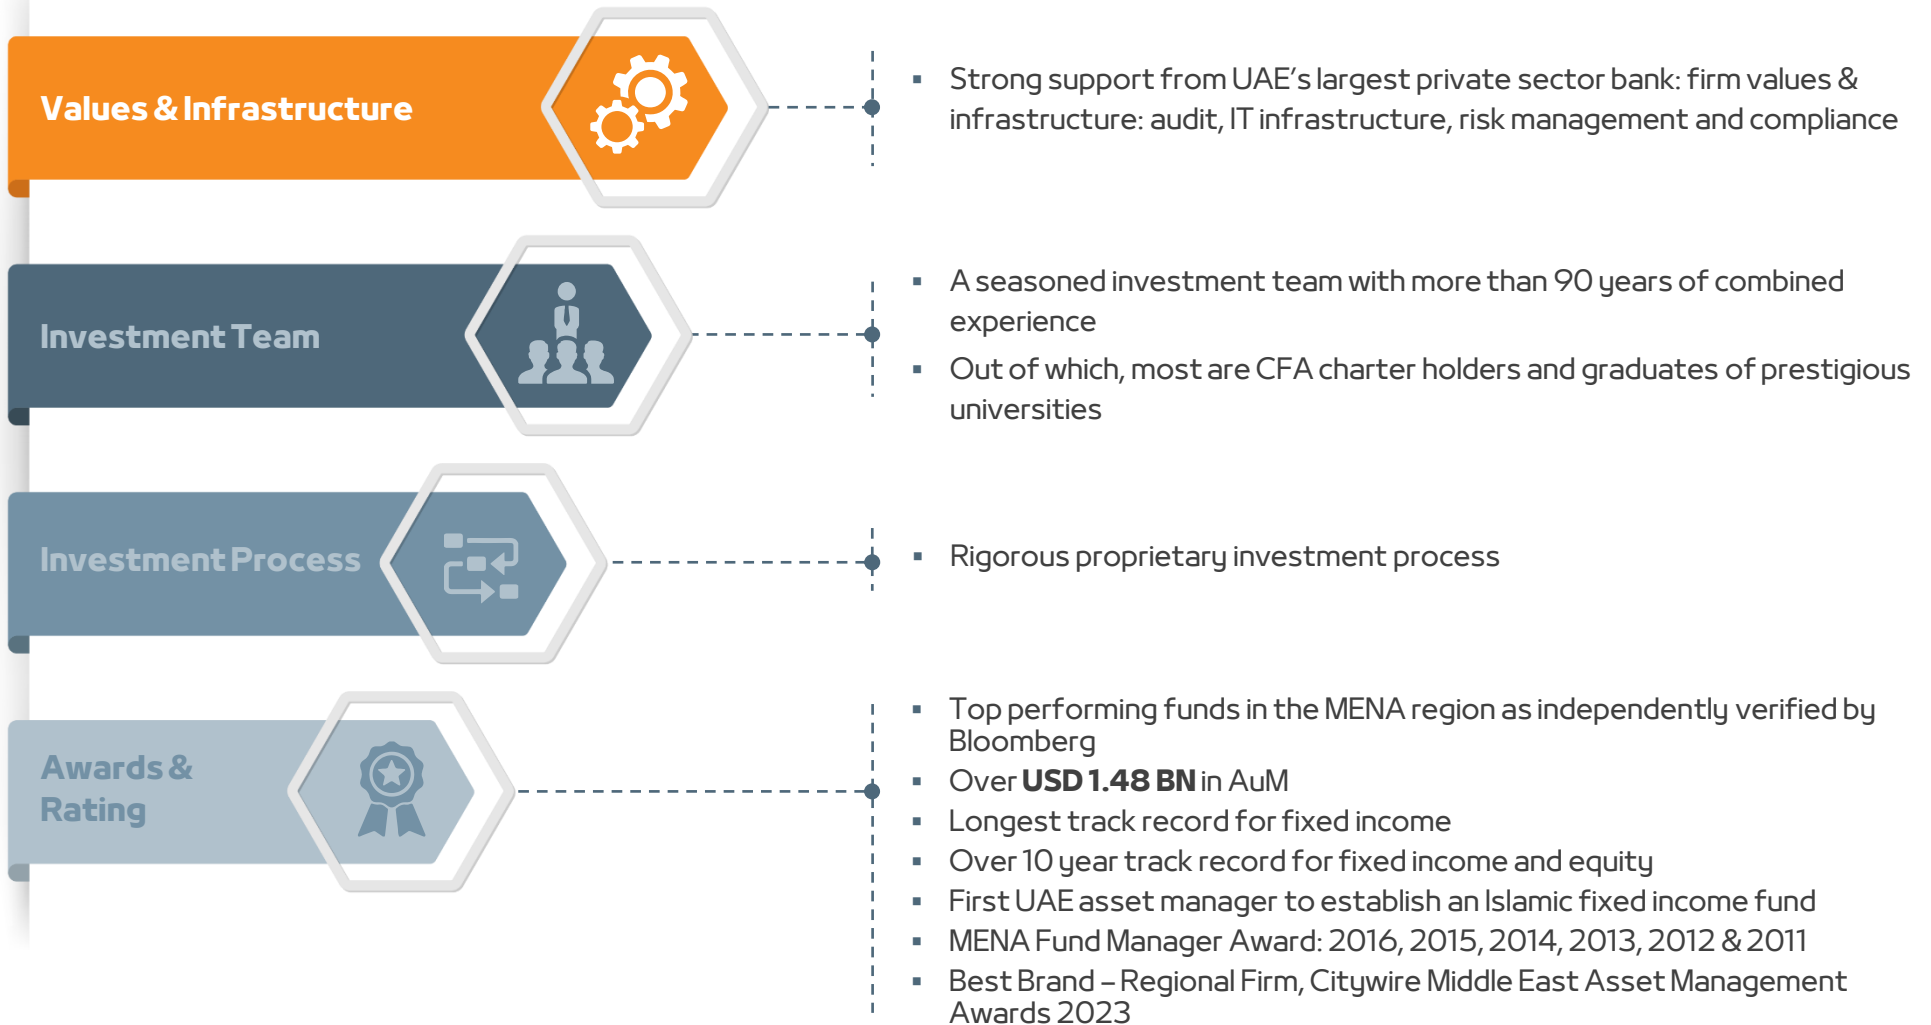 Values & Infrastructure
▪ Strong support from UAE’s largest private sector bank: firm values &
infrastructure: audit, IT infrastructure, risk management and compliance
Investment Team
▪ A seasoned investment team with more than 90 years of combined
experience
▪ Out of which, most are CFA charter holders and graduates of prestigious
universities
Investment Process
▪ Rigorous proprietary investment process
Awards &
Rating
▪ Top performing funds in the MENA region as independently verified by
Bloomberg
▪ Over USD 1.48 BN in AuM
▪ Longest track record for fixed income
▪ Over 10 year track record for fixed income and equity
▪ First UAE asset manager to establish an Islamic fixed income fund
▪ MENA Fund Manager Award: 2016, 2015, 2014, 2013, 2012 & 2011
▪ Best Brand – Regional Firm, Citywire Middle East Asset Management
Awards 2023